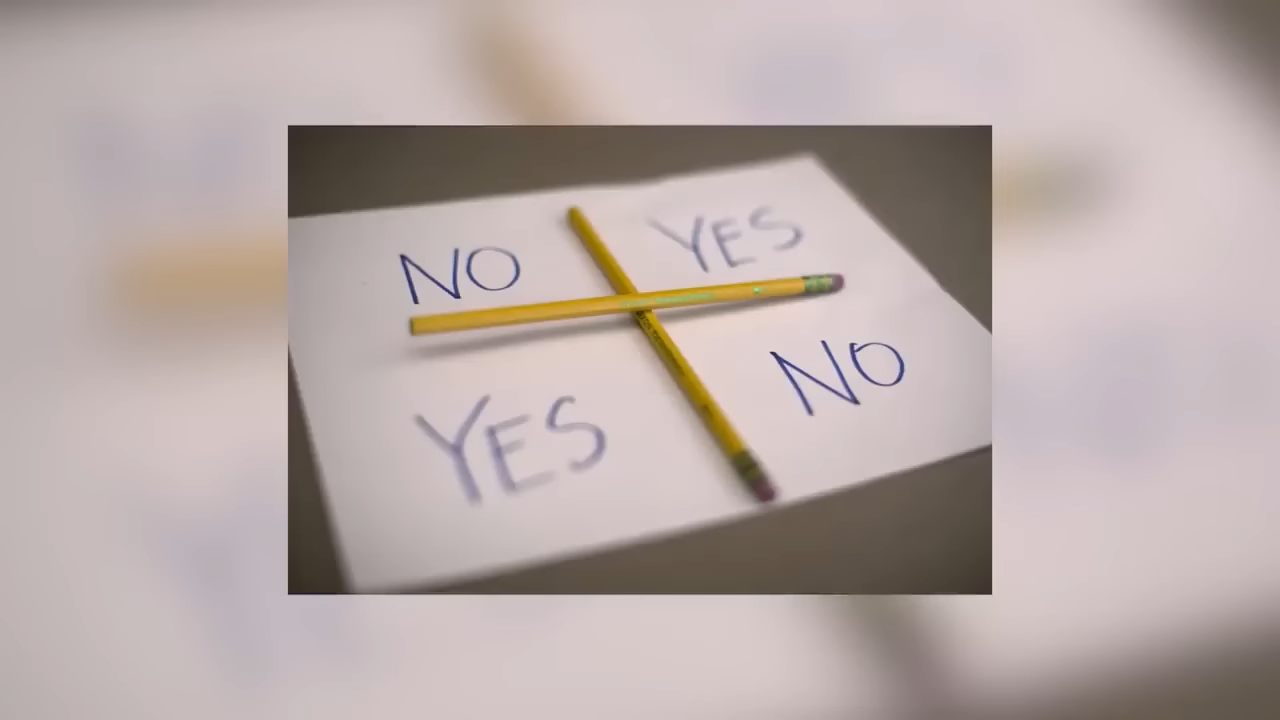 NO YES
YES NO